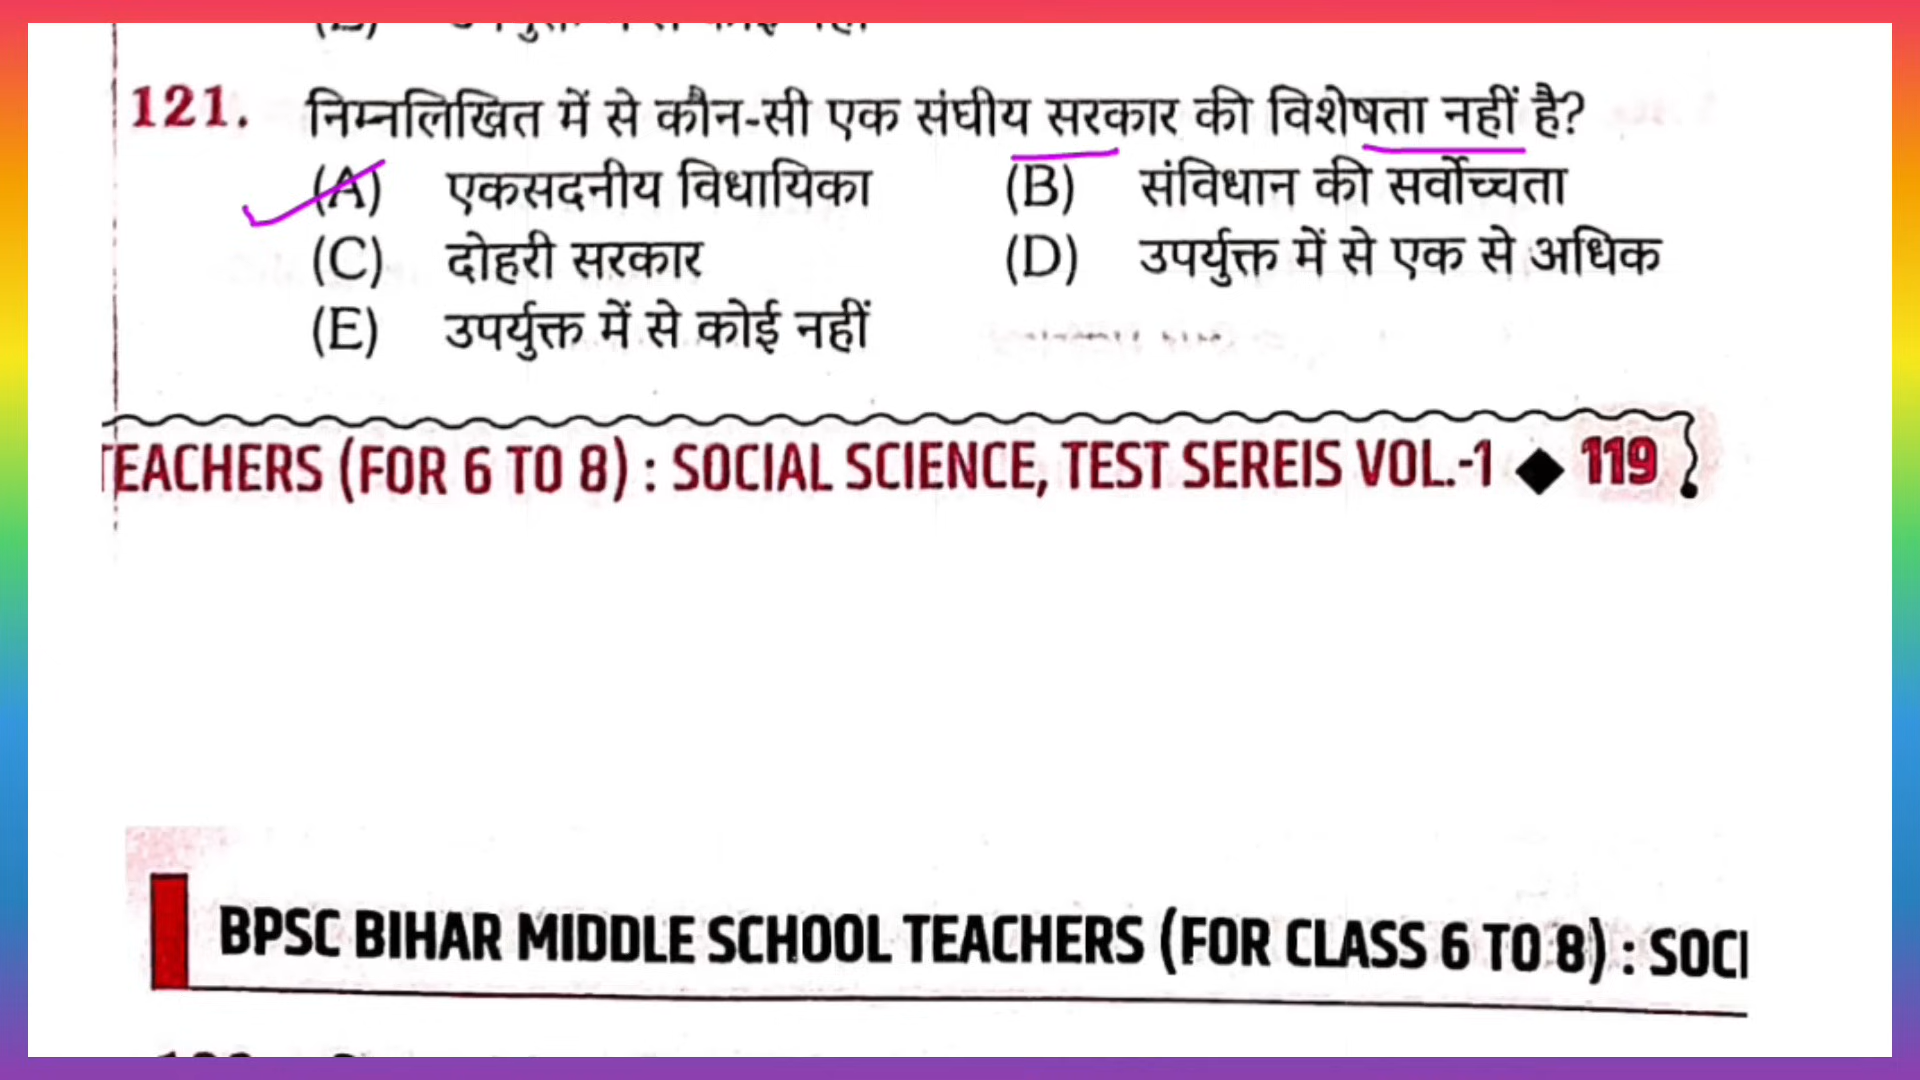 121. निम्नलिखित में से कौन-सी एक संघीय सरकार की विशेषता नहीं है?
(A) एकसदनीय विधायिका (B) संविधान की सर्वोच्चता
(C) दोहरी सरकार (D) उपर्युक्त में से एक से अधिक
(E) उपर्युक्त में से कोई नहीं
TEACHERS (FOR 6 TO 8) : SOCIAL SCIENCE, TEST SEREIS VOL.-1 ◆ 119
BPSC BIHAR MIDDLE SCHOOL TEACHERS (FOR CLASS 6 TO 8) : SOCI